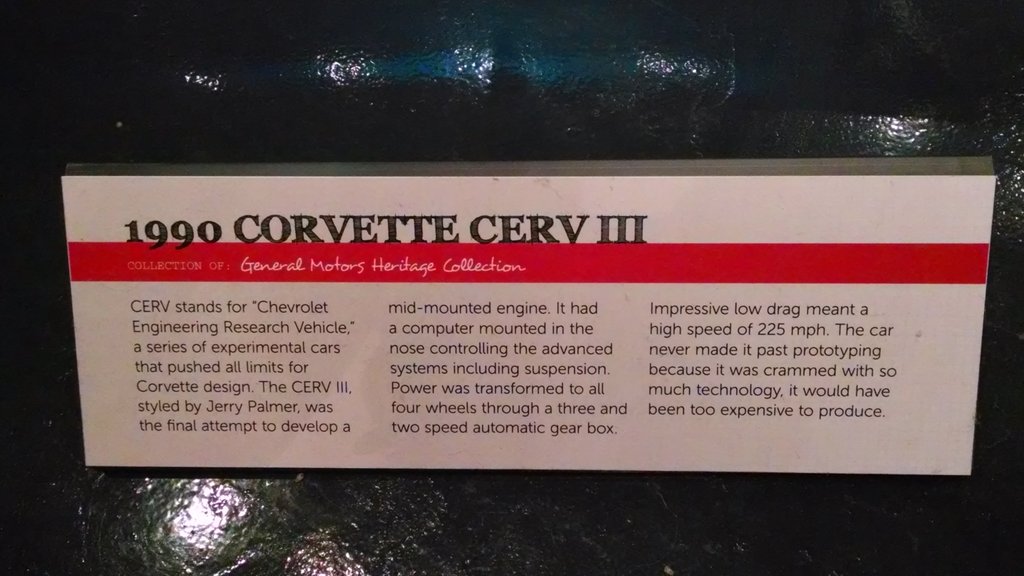 1990 CORVETTE CERV III
COLLECTION OF: General Motors Heritage Collection
CERV stands for "Chevrolet
Engineering Research Vehicle,"
a series of experimental cars
that pushed all limits for
Corvette design. The CERV III,
styled by Jerry Palmer, was
the final attempt to develop a
mid-mounted engine. It had
a computer mounted in the
nose controlling the advanced
systems including suspension.
Power was transformed to all
four wheels through a three and
two speed automatic gear box.
Impressive low drag meant a
high speed of 225 mph. The car
never made it past prototyping
because it was crammed with so
much technology, it would have
been too expensive to produce.